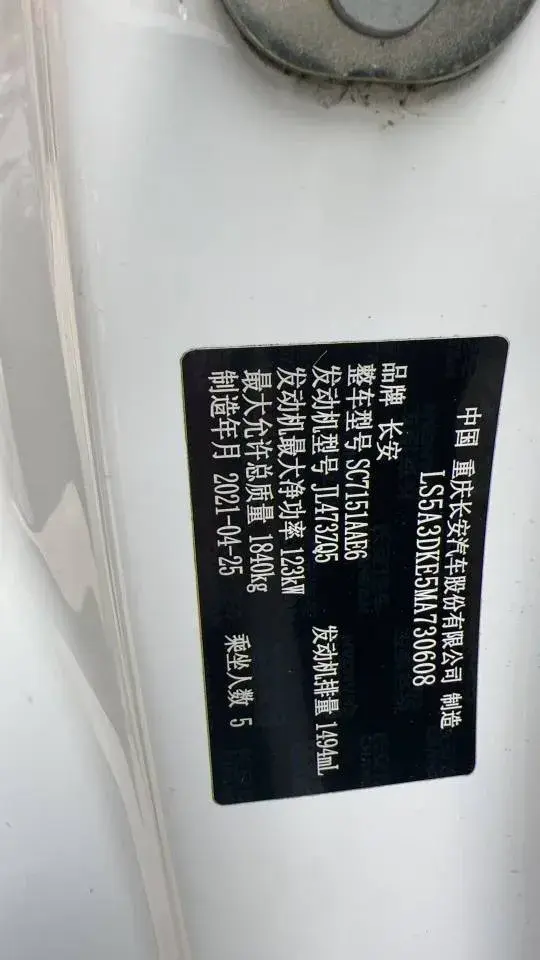 中国 重庆长安汽车股份有限公司 制造
LS5A3DKE5MA730608
品牌 长安
整车型号 SC7151AAE6
发动机型号 JL473ZQ5 发动机排量 1494mL
发动机最大净功率 123kW
最大允许总质量 1840kg
制造年月 2021-04-25 乘坐人数 5